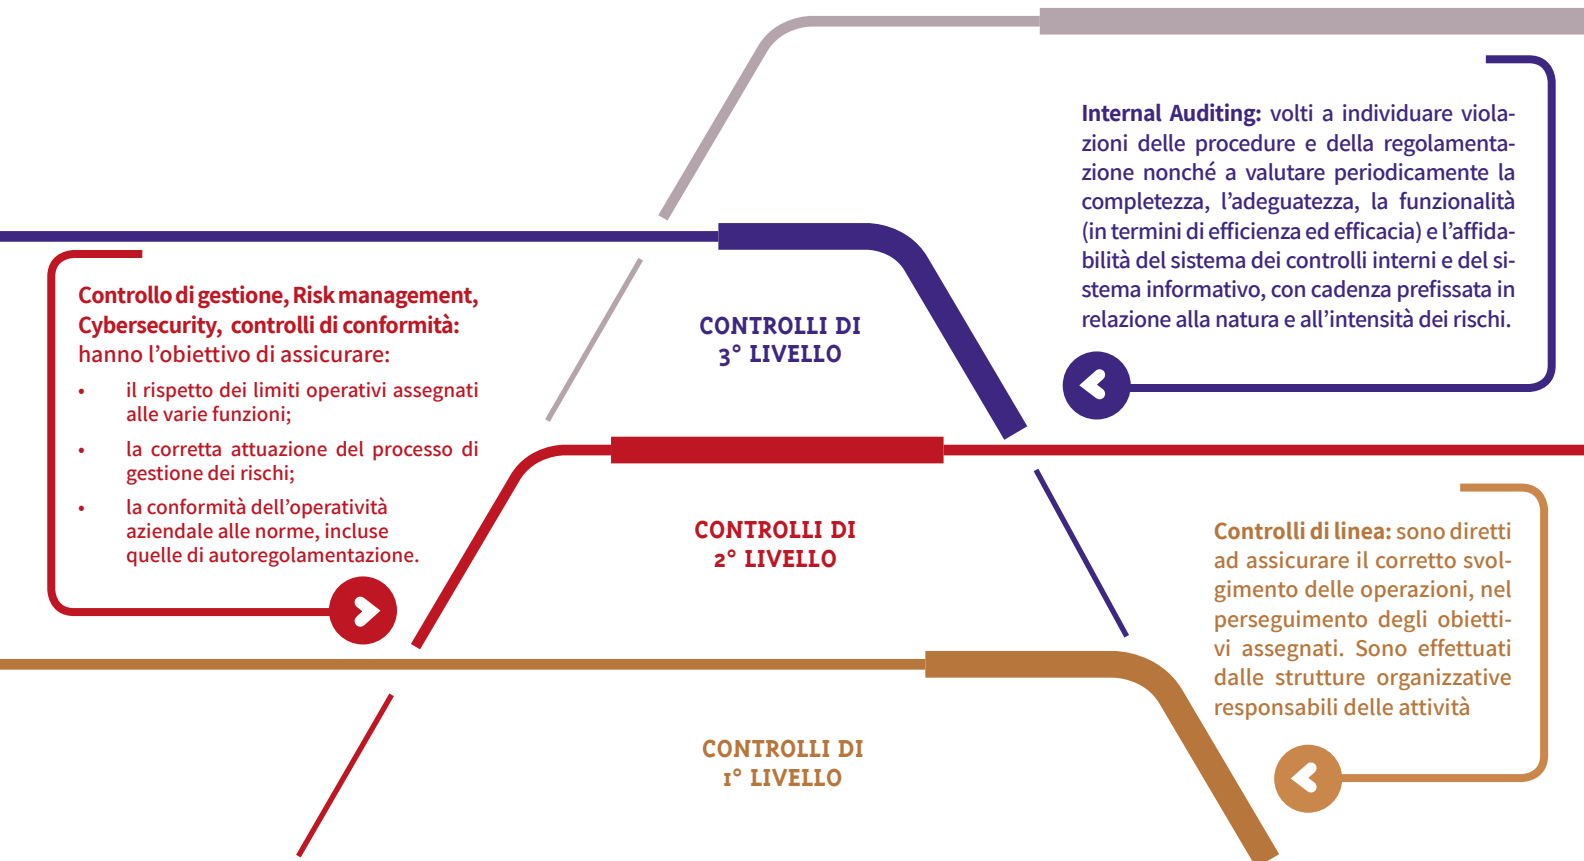 Internal Auditing: volti a individuare viola-
zioni delle procedure e della regolamenta-
zione nonché a valutare periodicamente la
completezza, l’adeguatezza, la funzionalità
(in termini di efficienza ed efficacia) e l’affida-
bilità del sistema dei controlli interni e del si-
stema informativo, con cadenza prefissata in
relazione alla natura e all’intensità dei rischi.
CONTROLLI DI
3° LIVELLO
Controllo di gestione, Risk management,
Cybersecurity, controlli di conformità:
hanno l’obiettivo di assicurare:
• il rispetto dei limiti operativi assegnati
alle varie funzioni;
• la corretta attuazione del processo di
gestione dei rischi;
• la conformità dell’operatività
aziendale alle norme, incluse
quelle di autoregolamentazione.
CONTROLLI DI
2° LIVELLO
Controlli di linea: sono diretti
ad assicurare il corretto svol-
gimento delle operazioni, nel
perseguimento degli obietti-
vi assegnati. Sono effettuati
dalle strutture organizzative
responsabili delle attività
CONTROLLI DI
1° LIVELLO